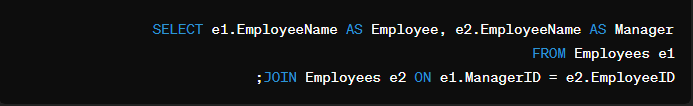 SELECT e1.EmployeeName AS Employee, e2.EmployeeName AS Manager
FROM Employees e1
;JOIN Employees e2 ON e1.ManagerID = e2.EmployeeID